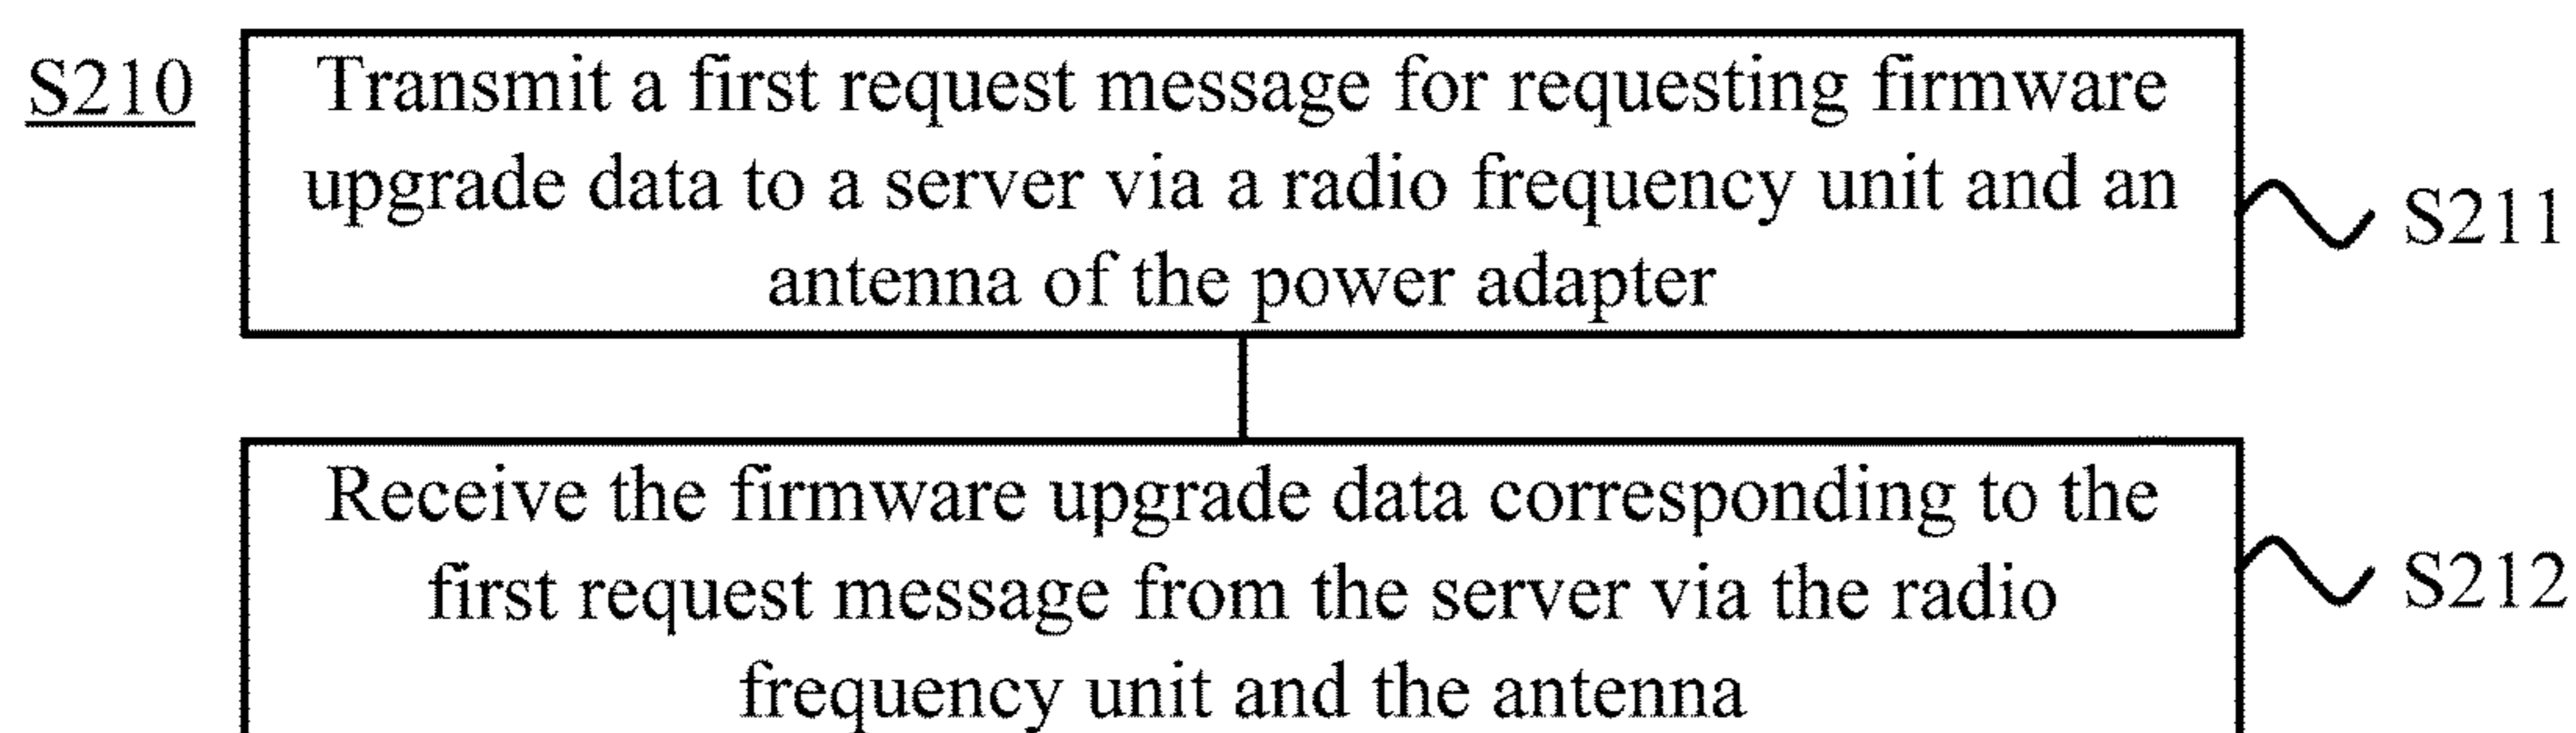 S210
Transmit a first request message for requesting firmware
upgrade data to a server via a radio frequency unit and an
antenna of the power adapter
S211
Receive the firmware upgrade data corresponding to the
first request message from the server via the radio
frequency unit and the antenna
S212